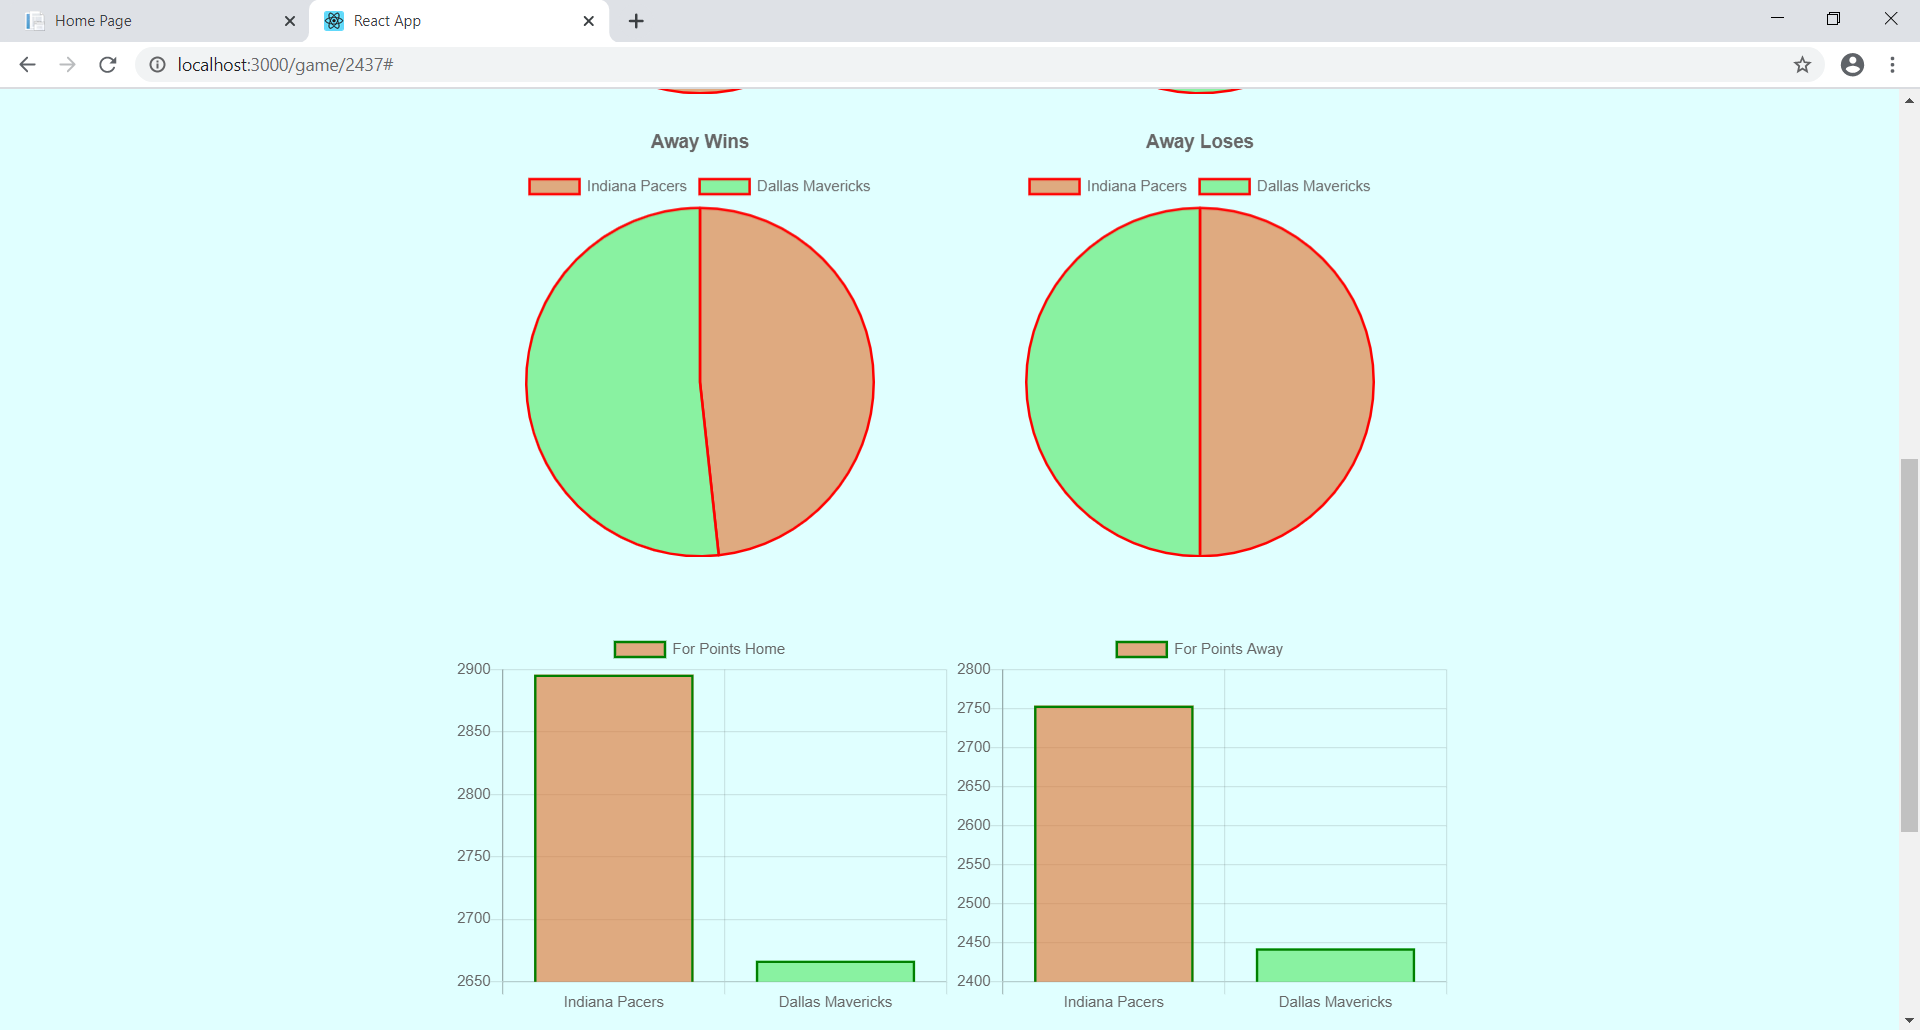 Home Page
React App
localhost:3000/game/2437#
Away Wins
Indiana Pacers Dallas Mavericks
Away Loses
Indiana Pacers Dallas Mavericks
For Points Home
2900
2850
2800
2750
2700
2650
Indiana Pacers Dallas Mavericks
For Points Away
2800
2750
2700
2650
2600
2550
2500
2450
2400
Indiana Pacers Dallas Mavericks